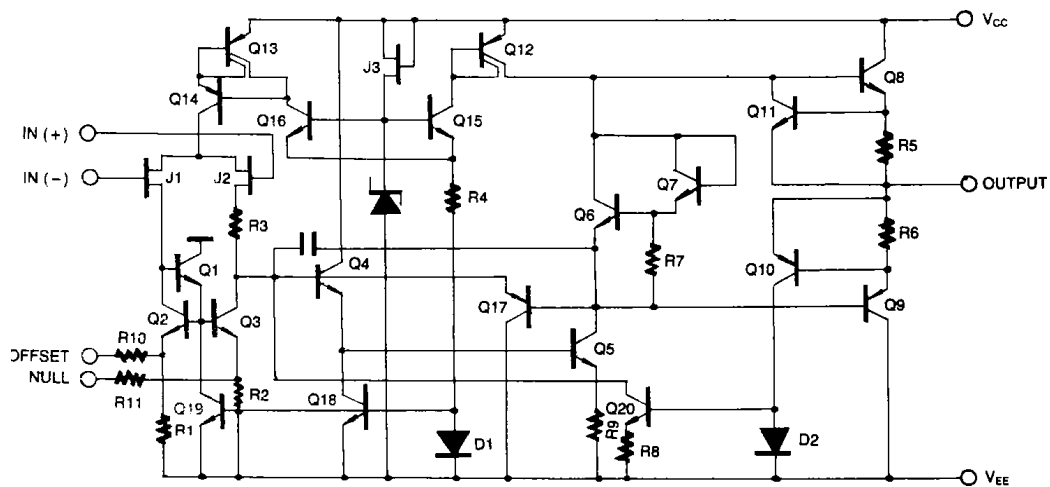 VCC
Q13
Q12
J3
Q8
Q14
Q11
Q16
Q15
IN (+)
R5
IN (−)
J1
J2
Q7
OUTPUT
R4
Q6
R3
R6
Q1
Q4
R7
Q10
Q17
Q9
Q2
Q3
R10
OFFSET
Q5
NULL
R11
R2
Q19
Q18
Q20
R1
R9
D1
R8
D2
VEE